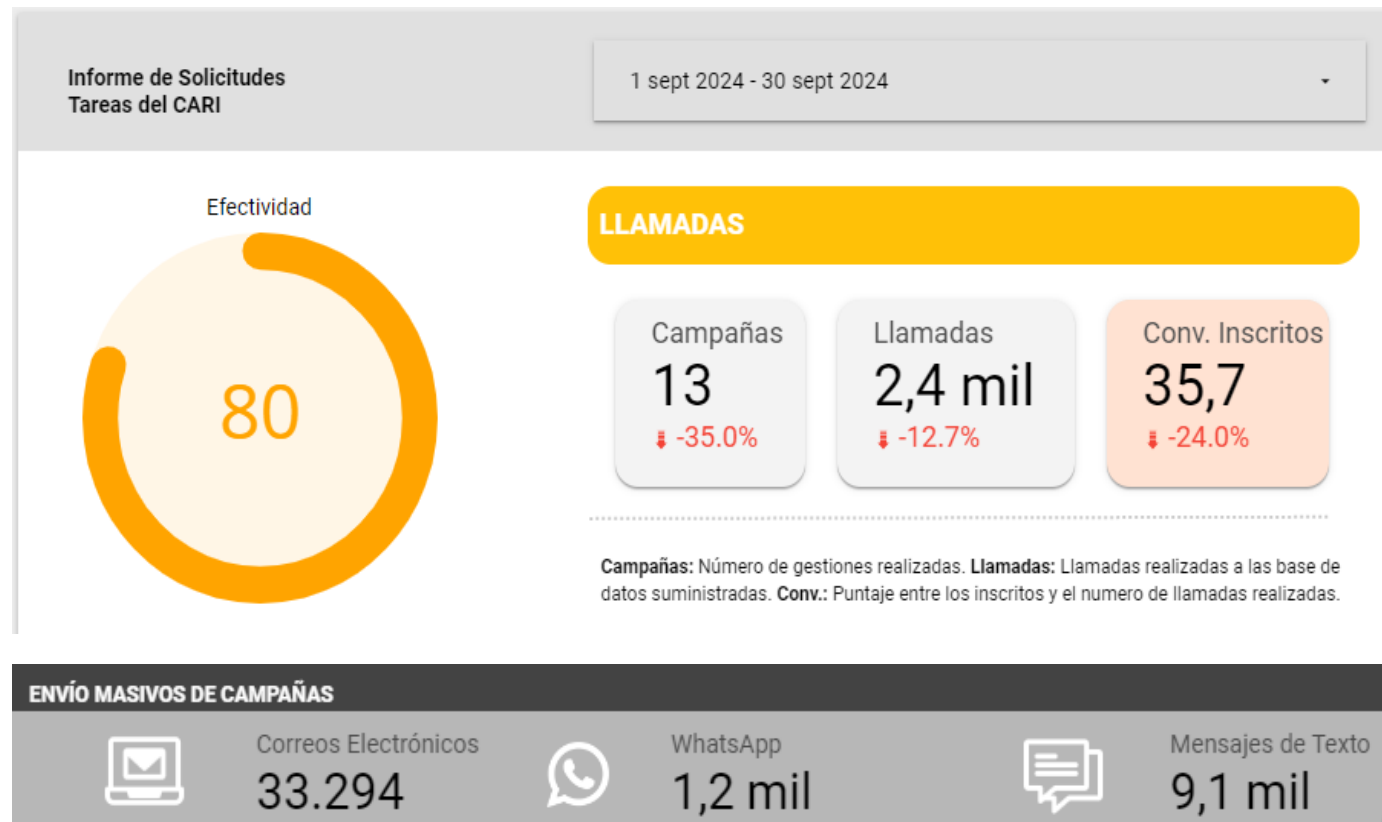 Informe de Solicitudes
Tareas del CARI
1 sept 2024 - 30 sept 2024
Efectividad
80
LLAMADAS
Campañas
13
-35.0%
Llamadas
2,4 mil
-12.7%
Conv. Inscritos
35,7
-24.0%
Campañas: Número de gestiones realizadas. Llamadas: Llamadas realizadas a las base de
datos suministradas. Conv.: Puntaje entre los inscritos y el numero de llamadas realizadas.
ENVÍO MASIVOS DE CAMPAÑAS
Correos Electrónicos
33.294
WhatsApp
1,2 mil
Mensajes de Texto
9,1 mil